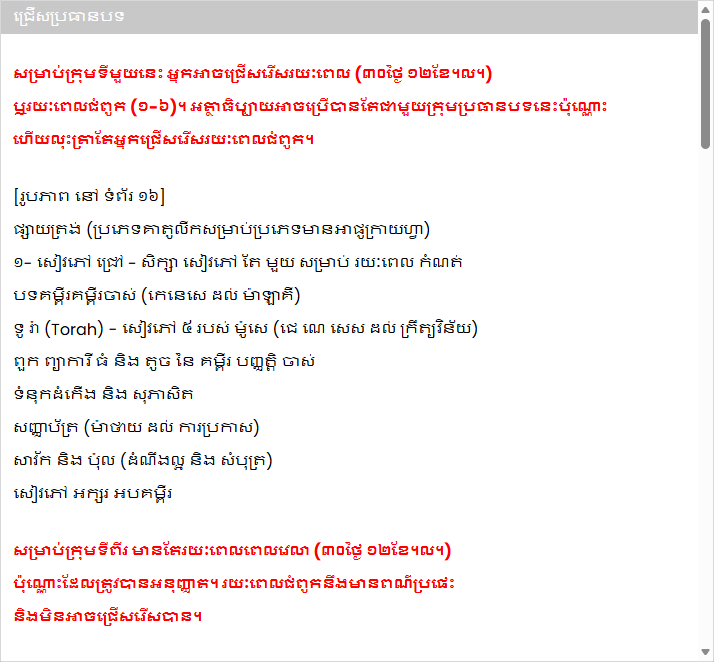 ជ្រើសប្រធានបទ
សម្រាប់ក្រុមទីមួយនេះ អ្នកអាចជ្រើសរើសរយៈពេល (៣០ថ្ងៃ ១២ខែ។ល។)
ឬរយៈពេលជំពូក (១-៦)។ អត្ថាធិប្បាយអាចប្រើបានតែជាមួយក្រុមប្រធានបទនេះប៉ុណ្ណោះ
ហើយលុះត្រាតែអ្នកជ្រើសរើសរយៈពេលជំពូក។
[រូបភាព នៅ ទំព័រ ១៦]
ផ្សាយត្រង់ (ប្រភេទគាតូលីកសម្រាប់ប្រភេទមានអាផូក្រាយហ្វា)
១- សៀវភៅ ជ្រៅ - សិក្សា សៀវភៅ តែ មួយ សម្រាប់ រយៈពេល កំណត់
បទគម្ពីរគម្ពីរចាស់ (កេនេសេ ដល់ ម៉ាឡាគី)
ទូ រ៉ា (Torah) - សៀវភៅ ៥ របស់ ម៉ូសេ (ជេ ណេ សេស ដល់ ក្រីត្យវិន័យ)
ពួក ព្យាការី ធំ និង តូច នៃ គម្ពីរ បញ្ញត្តិ ចាស់
ទំនុកដំកើង និង សុភាសិត
សញ្ញាប័ត្រ (ម៉ាថាយ ដល់ ការប្រកាស)
សាវ័ក និង ប៉ុល (ដំណឹងល្អ និង សំបុត្រ)
សៀវភៅ អក្សរ អបគម្ពីរ
សម្រាប់ក្រុមទីពីរ មានតែរយៈពេលពេលវេលា (៣០ថ្ងៃ ១២ខែ។ល។)
ប៉ុណ្ណោះដែលត្រូវបានអនុញ្ញាត។ រយៈពេលជំពូកនឹងមានពណ៌ប្រផេះ
និងមិនអាចជ្រើសរើសបាន។